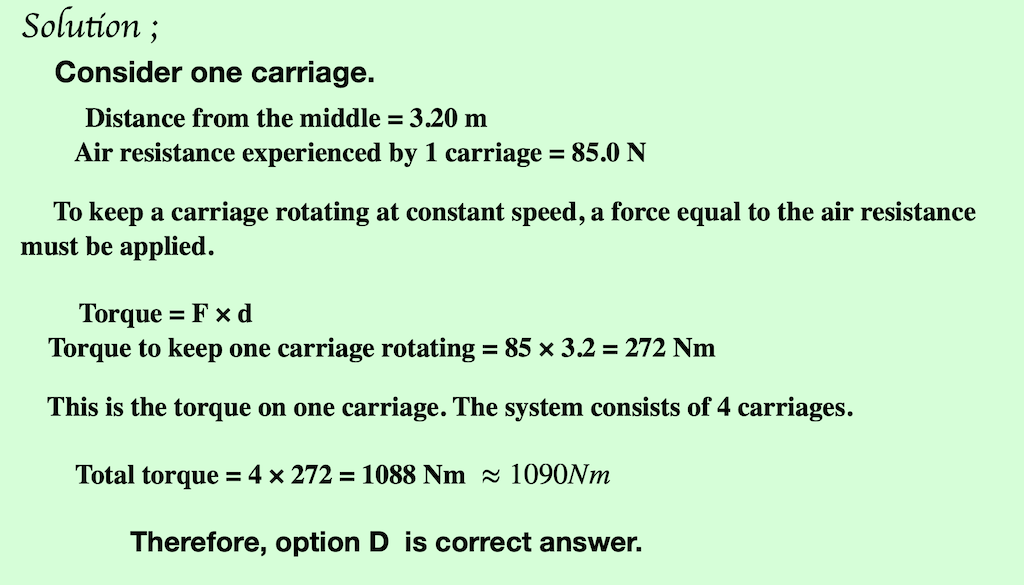 Solution ;
Consider one carriage.
Distance from the middle = 3.20 m
Air resistance experienced by 1 carriage = 85.0 N
To keep a carriage rotating at constant speed, a force equal to the air resistance
must be applied.
Torque = F × d
Torque to keep one carriage rotating = 85 × 3.2 = 272 Nm
This is the torque on one carriage. The system consists of 4 carriages.
Total torque = 4 × 272 = 1088 Nm ≈ 1090Nm
Therefore, option D is correct answer.